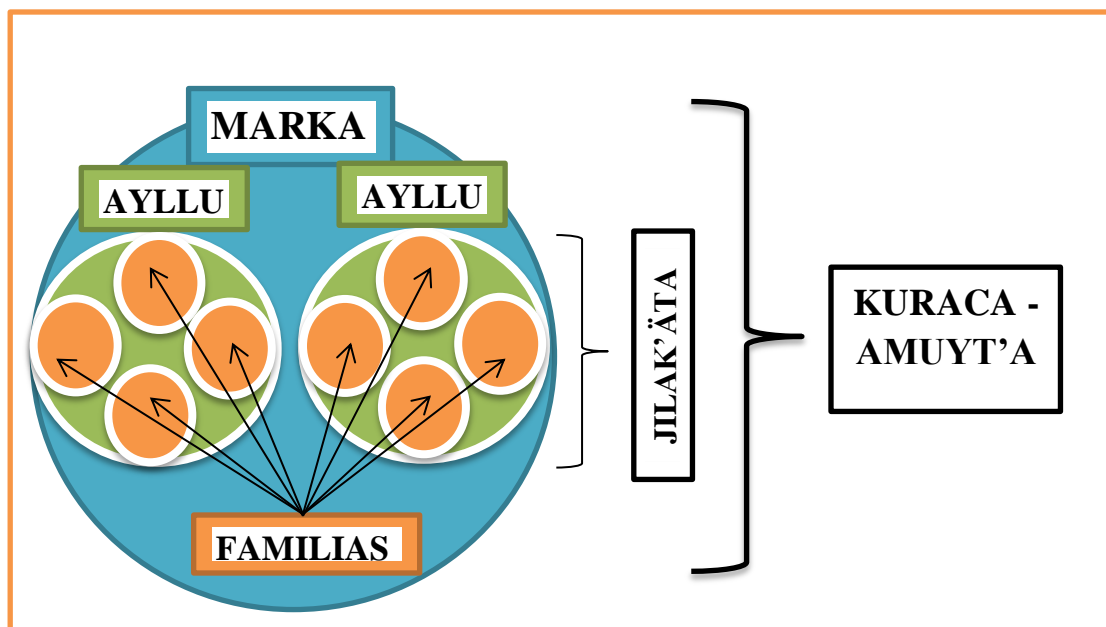 MARKA
AYLLU
AYLLU
FAMILIAS
JILAK’ÄTA
KURACA -
AMUYT’A